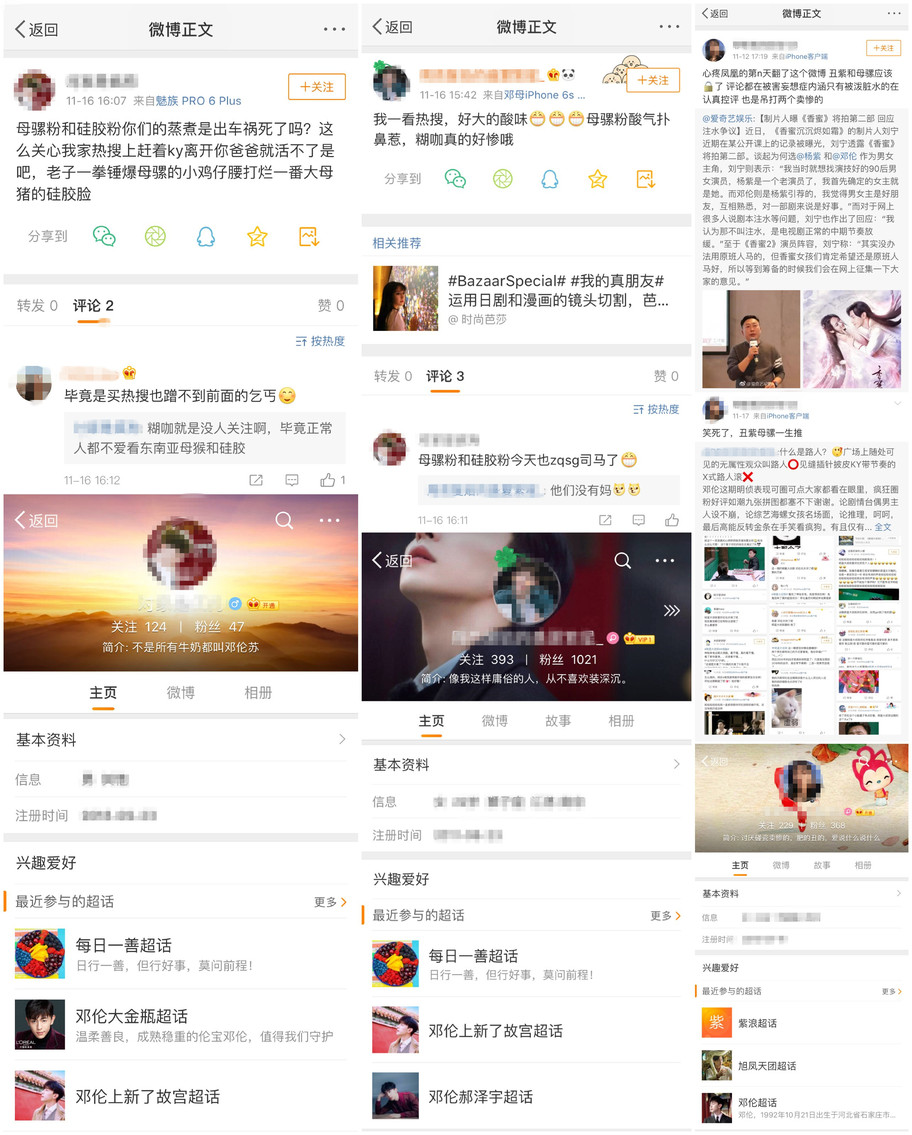 返回
微博正文
11-16 16:07 来自魅族 PRO 6 Plus
+关注
母骡粉和硅胶粉你们的蒸煮是出车祸死了吗？这
么关心我家热搜上赶着ky离开你爸爸就活不了是
吧，老子一拳锤爆母骡的小鸡仔腰打烂一番大母
猪的硅胶脸
分享到
转发 0 评论 2 赞 0
按热度
毕竟是买热搜也蹭不到前面的乞丐
: 糊咖就是没人关注啊，毕竟正常
人都不爱看东南亚母猴和硅胶
11-16 16:12
1
返回
开通
关注 124 | 粉丝 47
简介: 不是所有牛奶都叫邓伦苏
主页 微博 相册
基本资料
信息
注册时间
兴趣爱好
最近参与的超话
更多
每日一善超话
日行一善，但行好事，莫问前程！
邓伦大金瓶超话
温柔善良，成熟稳重的伦宝邓伦，值得我们守护
L'OREAL
邓伦上新了故宫超话
返回
微博正文
11-16 15:42 来自邓母iPhone 6s ...
+关注
我一看热搜，好大的酸味母骡粉酸气扑
鼻惹，糊咖真的好惨哦
分享到
相关推荐
#BazaarSpecial# #我的真朋友#
运用日剧和漫画的镜头切割，芭...
@ 时尚芭莎
转发 0 评论 3 赞 0
按热度
母骡粉和硅胶粉今天也zqsg司马了
: 他们没有妈
11-16 16:11
返回
VIP 1
关注 393 | 粉丝 1021
简介: 像我这样庸俗的人，从不喜欢装深沉。
主页 微博 故事 相册
基本资料
信息
注册时间
兴趣爱好
最近参与的超话
更多
每日一善超话
日行一善，但行好事，莫问前程！
邓伦上新了故宫超话
邓伦郝泽宇超话
返回
微博正文
11-12 17:19 来自iPhone客户端
+关注
心疼凤凰的第n天翻了这个微博 丑紫和母骡应该
了 评论都在被害妄想症内涵只有被泼脏水的在
认真控评 也是吊打两个卖惨的
@爱奇艺娱乐:【制片人曝《香蜜》将拍第二部 回应
注水争议】近日，《香蜜沉沉烬如霜》的制片人刘宁
近期在某公开课上的记录被曝光，刘宁透露《香蜜》
将拍第二部。谈起为何选@杨紫 和@邓伦 作为男女
主角，刘宁则表示：“我当时就想找演技好的90后男
女演员，杨紫是一个老演员了，我首先确定的女主就
是她。而邓伦则是杨紫引荐的，我觉得男女主是好朋
友，互相熟悉，对一部剧来说是好事。”而对于网上
很多人说剧本注水等问题，刘宁也作出了回应：“我
认为那不叫注水，是电视剧正常的中期节奏放
缓。”至于《香蜜2》演员阵容，刘宁称：“其实没办
法用原班人马的，但香蜜女孩们肯定希望还是原班人
马好，所以等到筹备的时候我们会在网上征集一下大
家的意见。”
11-17 来自iPhone客户端
笑死了，丑紫母骡一生推
:什么是路人？广场上随处可
见的无属性观众叫路人⭕见缝插针披皮KY带节奏的
X式路人滚❌
邓伦这期明侦表现可圈可点大家都看在眼里，疯狂圈
粉好评如潮九张拼图都塞不下谢谢。论剧情台偶男主
人设不崩，论综艺海螺女孩名场面，论推理，呵呵，
最后高能反转金条在手笑看疯狗。有且仅有... 全文
返回
关注 229 | 粉丝 368
主页 微博 故事 相册
基本资料
信息
注册时间
兴趣爱好
最近参与的超话
更多
紫
紫浪超话
旭凤天团超话
邓伦超话
邓伦，1992年10月21日出生于河北省石家庄市...